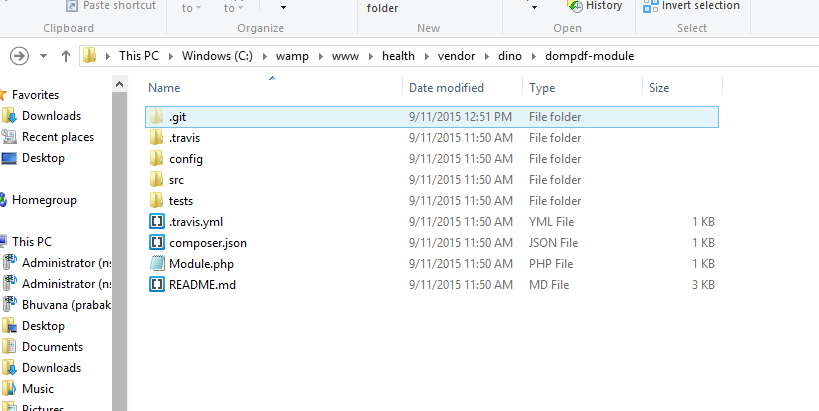 Paste shortcut
to
to
folder
History
Invert selection
Clipboard
Organize
New
Open
Select
This PC Windows (C:) wamp www health vendor dino dompdf-module
Name Date modified Type Size
Favorites
Downloads
Recent places
Desktop
Homegroup
This PC
Administrator (ns
Administrator (ns
Bhuvana (prabak
Desktop
Documents
Downloads
Music
Pictures
.git 9/11/2015 12:51 PM File folder
.travis 9/11/2015 11:50 AM File folder
config 9/11/2015 11:50 AM File folder
src 9/11/2015 11:50 AM File folder
tests 9/11/2015 11:50 AM File folder
.travis.yml 9/11/2015 11:50 AM YML File 1 KB
composer.json 9/11/2015 11:50 AM JSON File 1 KB
Module.php 9/11/2015 11:50 AM PHP File 1 KB
README.md 9/11/2015 11:50 AM MD File 3 KB